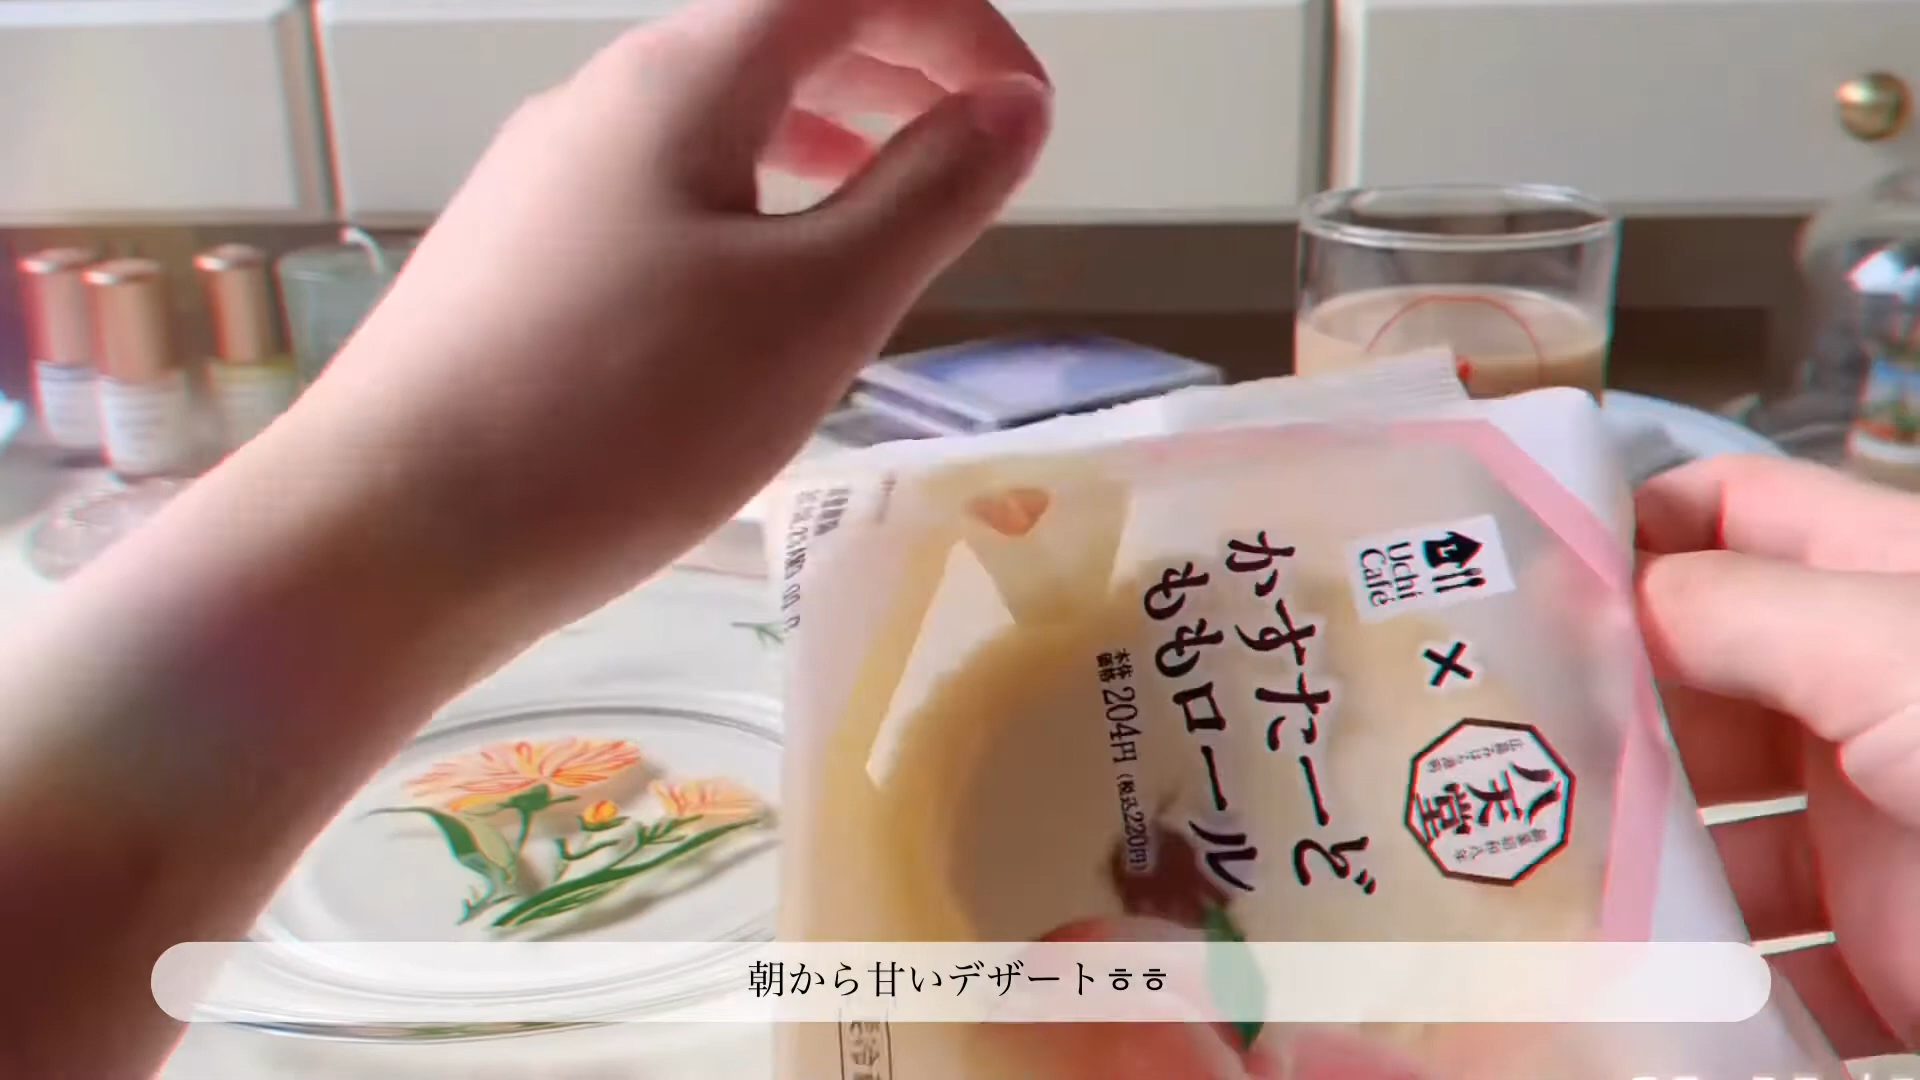 Uchi
Café
×
八天堂
かすたーど
ももロール
本体
価格 204円 (税込220円)
朝から甘いデザートㅎㅎ